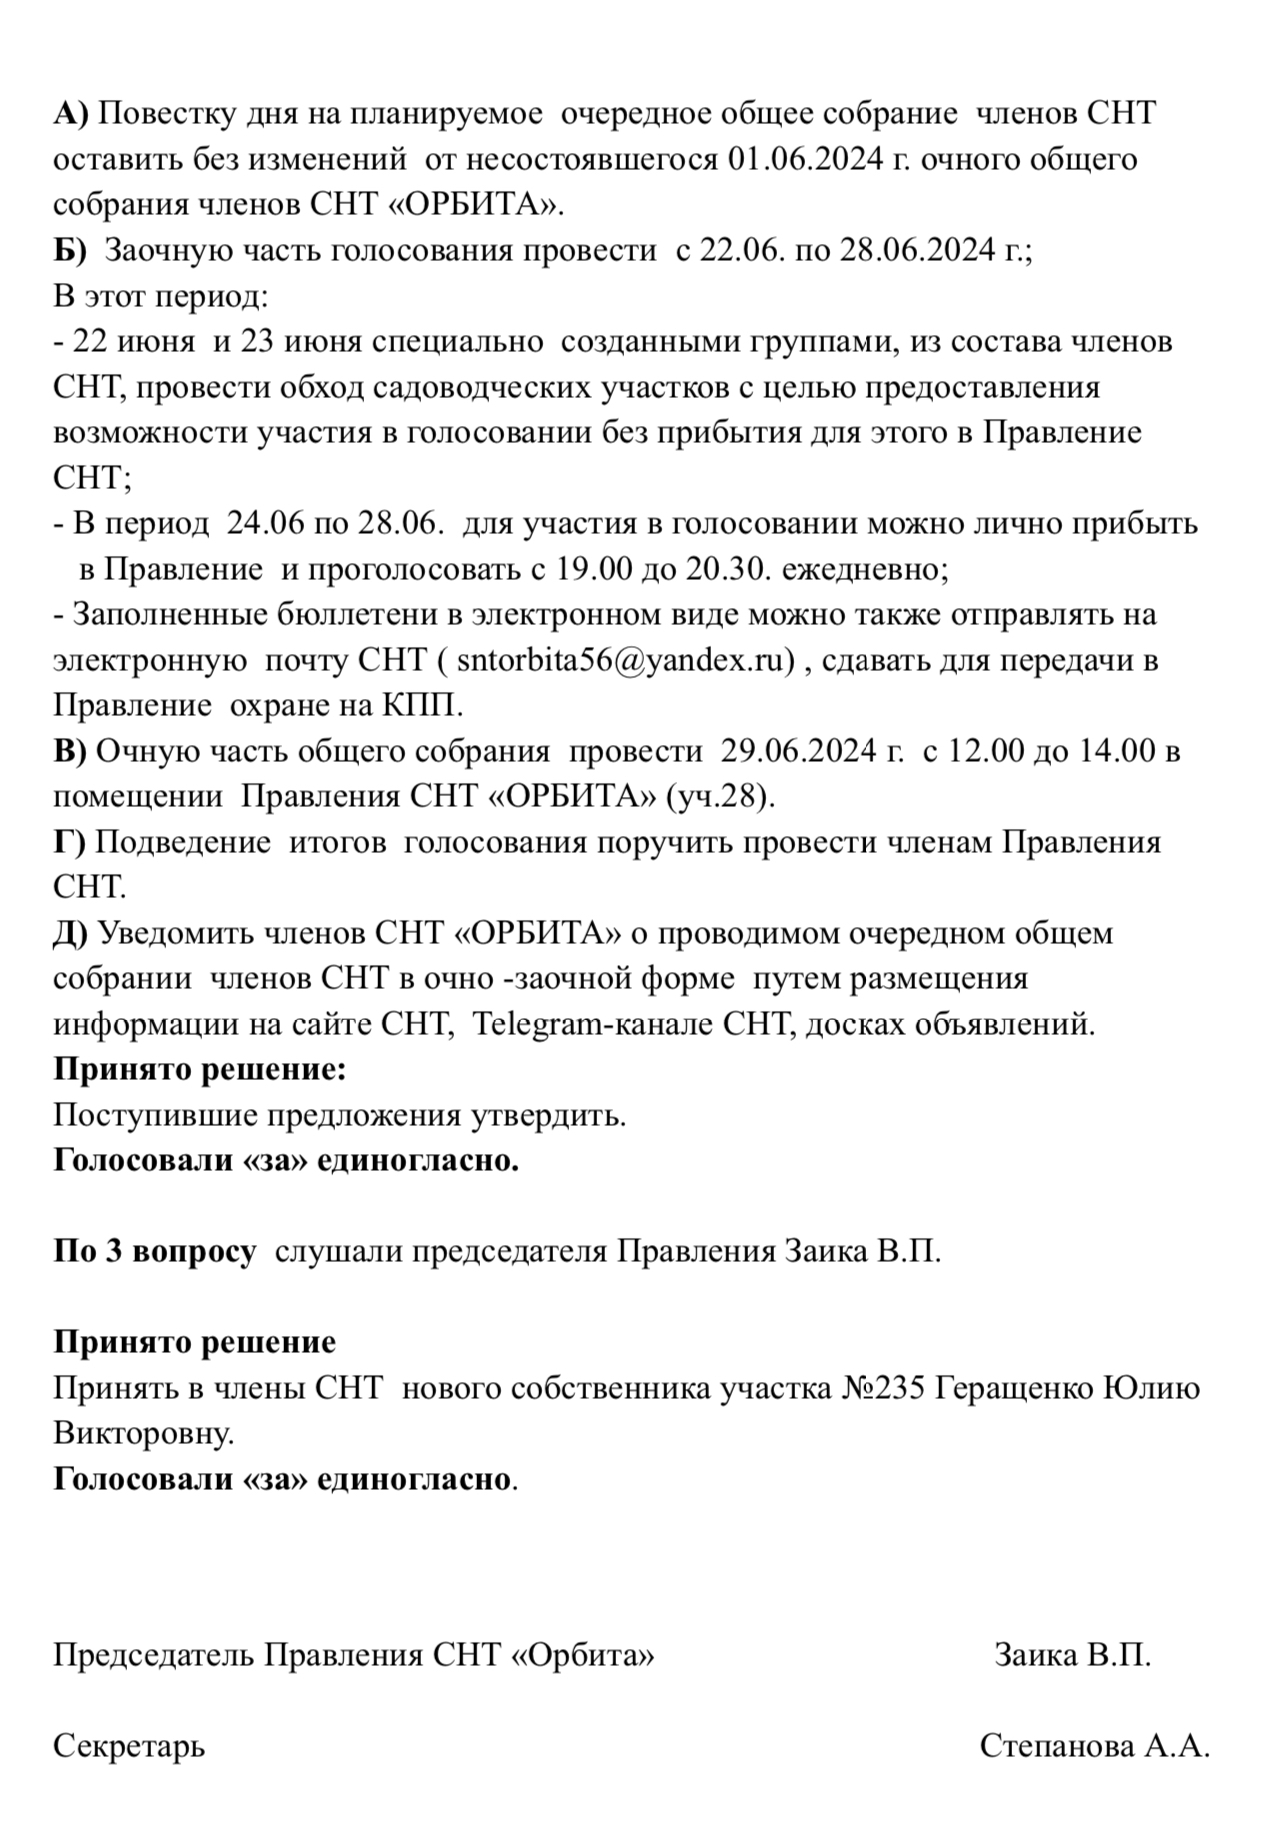 А) Повестку дня на планируемое очередное общее собрание членов СНТ
оставить без изменений от несостоявшегося 01.06.2024 г. очного общего
собрания членов СНТ «ОРБИТА».
Б) Заочную часть голосования провести с 22.06. по 28.06.2024 г.;
В этот период:
- 22 июня и 23 июня специально созданными группами, из состава членов
СНТ, провести обход садоводческих участков с целью предоставления
возможности участия в голосовании без прибытия для этого в Правление
СНТ;
- В период 24.06 по 28.06. для участия в голосовании можно лично прибыть
в Правление и проголосовать с 19.00 до 20.30. ежедневно;
- Заполненные бюллетени в электронном виде можно также отправлять на
электронную почту СНТ ( sntorbita56@yandex.ru) , сдавать для передачи в
Правление охране на КПП.
В) Очную часть общего собрания провести 29.06.2024 г. с 12.00 до 14.00 в
помещении Правления СНТ «ОРБИТА» (уч.28).
Г) Подведение итогов голосования поручить провести членам Правления
СНТ.
Д) Уведомить членов СНТ «ОРБИТА» о проводимом очередном общем
собрании членов СНТ в очно -заочной форме путем размещения
информации на сайте СНТ, Telegram-канале СНТ, досках объявлений.
Принято решение:
Поступившие предложения утвердить.
Голосовали «за» единогласно.
По 3 вопросу слушали председателя Правления Заика В.П.
Принято решение
Принять в члены СНТ нового собственника участка №235 Геращенко Юлию
Викторовну.
Голосовали «за» единогласно.
Председатель Правления СНТ «Орбита» Заика В.П.
Секретарь Степанова А.А.